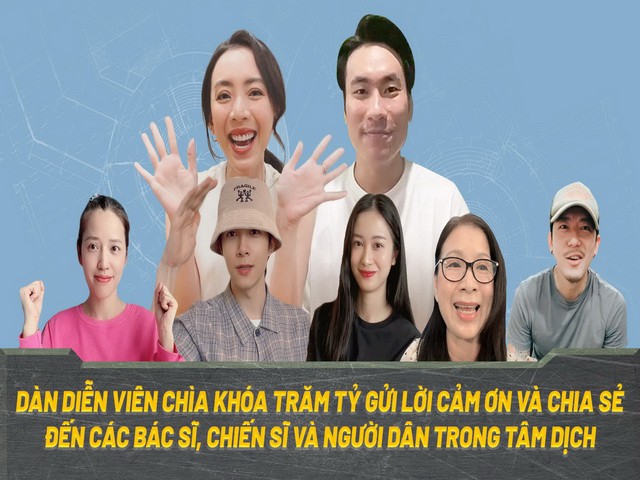 FRAGILE
DÀN DIỄN VIÊN CHÌA KHÓA TRĂM TỶ GỬI LỜI CẢM ƠN VÀ CHIA SẺ
ĐẾN CÁC BÁC SĨ, CHIẾN SĨ VÀ NGƯỜI DÂN TRONG TÂM DỊCH